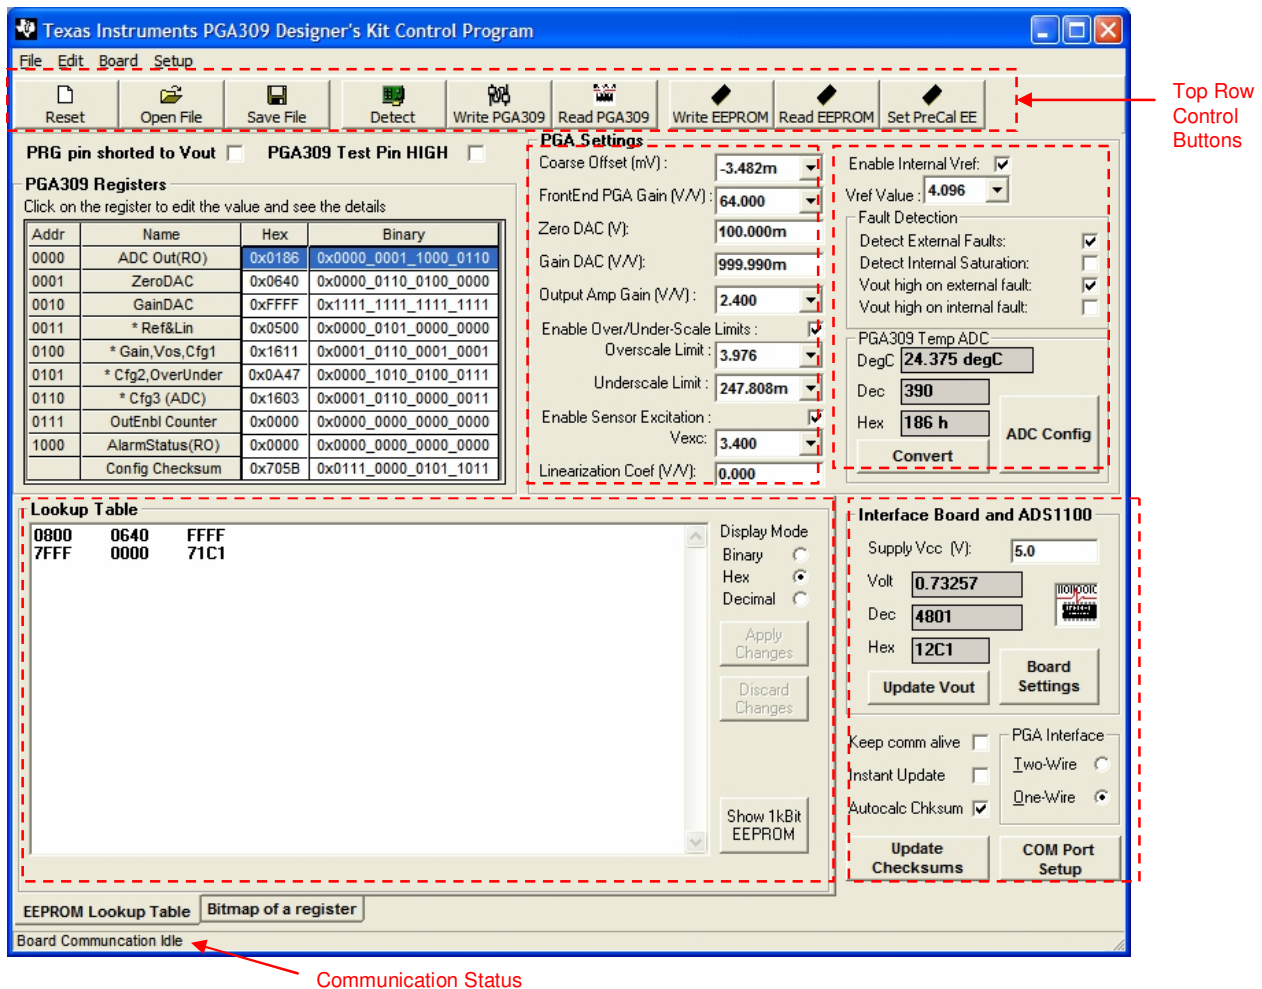 Texas Instruments PGA309 Designer's Kit Control Program
File Edit Board Setup
Reset Open File Save File Detect Write PGA309 Read PGA309 Write EEPROM Read EEPROM Set PreCal EE
Top Row
Control
Buttons
PRG pin shorted to Vout PGA309 Test Pin HIGH
PGA309 Registers
Click on the register to edit the value and see the details
Addr Name Hex Binary
0000 ADC Out(RO) 0x0186 0x0000_0001_1000_0110
0001 ZeroDAC 0x0640 0x0000_0110_0100_0000
0010 GainDAC 0xFFFF 0x1111_1111_1111_1111
0011 * Ref&Lin 0x0500 0x0000_0101_0000_0000
0100 * Gain,Vos,Cfg1 0x1611 0x0001_0110_0001_0001
0101 * Cfg2,OverUnder 0x0A47 0x0000_1010_0100_0111
0110 * Cfg3 (ADC) 0x1603 0x0001_0110_0000_0011
0111 OutEnbl Counter 0x0000 0x0000_0000_0000_0000
1000 AlarmStatus(RO) 0x0000 0x0000_0000_0000_0000
Config Checksum 0x705B 0x0111_0000_0101_1011
PGA Settings
Coarse Offset (mV) : -3.482m
FrontEnd PGA Gain (V/V) : 64.000
Zero DAC (V): 100.000m
Gain DAC (V/V): 999.990m
Output Amp Gain (V/V) : 2.400
Enable Over/Under-Scale Limits :
Overscale Limit : 3.976
Underscale Limit : 247.808m
Enable Sensor Excitation :
Vexc: 3.400
Linearization Coef (V/V): 0.000
Enable Internal Vref:
Vref Value : 4.096
Fault Detection
Detect External Faults:
Detect Internal Saturation:
Vout high on external fault:
Vout high on internal fault:
PGA309 Temp ADC
DegC 24.375 degC
Dec 390
Hex 186 h
Convert
ADC Config
Lookup Table
0800 0640 FFFF
7FFF 0000 71C1
Display Mode
Binary
Hex
Decimal
Apply
Changes
Discard
Changes
Show 1kBit
EEPROM
Interface Board and ADS1100
Supply Vcc (V): 5.0
Volt 0.73257
Dec 4801
Hex 12C1
Update Vout
Board
Settings
Keep comm alive
Instant Update
Autocalc Chksum
PGA Interface
Two-Wire
One-Wire
Update
Checksums
COM Port
Setup
EEPROM Lookup Table Bitmap of a register
Board Communcation Idle
Communication Status